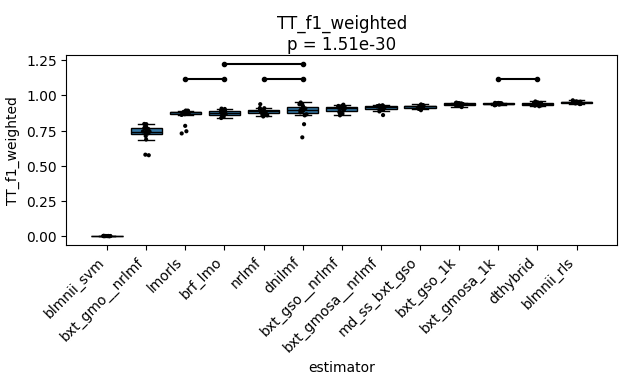 TT_f1_weighted
p = 1.51e-30
TT_f1_weighted
1.25
1.00
0.75
0.50
0.25
0.00
blmnii_svm
bxt_gmo__nrlmf
lmorls
brf_lmo
nrlmf
dnilmf
bxt_gso__nrlmf
bxt_gmosa__nrlmf
md_ss_bxt_gso
bxt_gso_1k
bxt_gmosa_1k
dthybrid
blmnii_rls
estimator